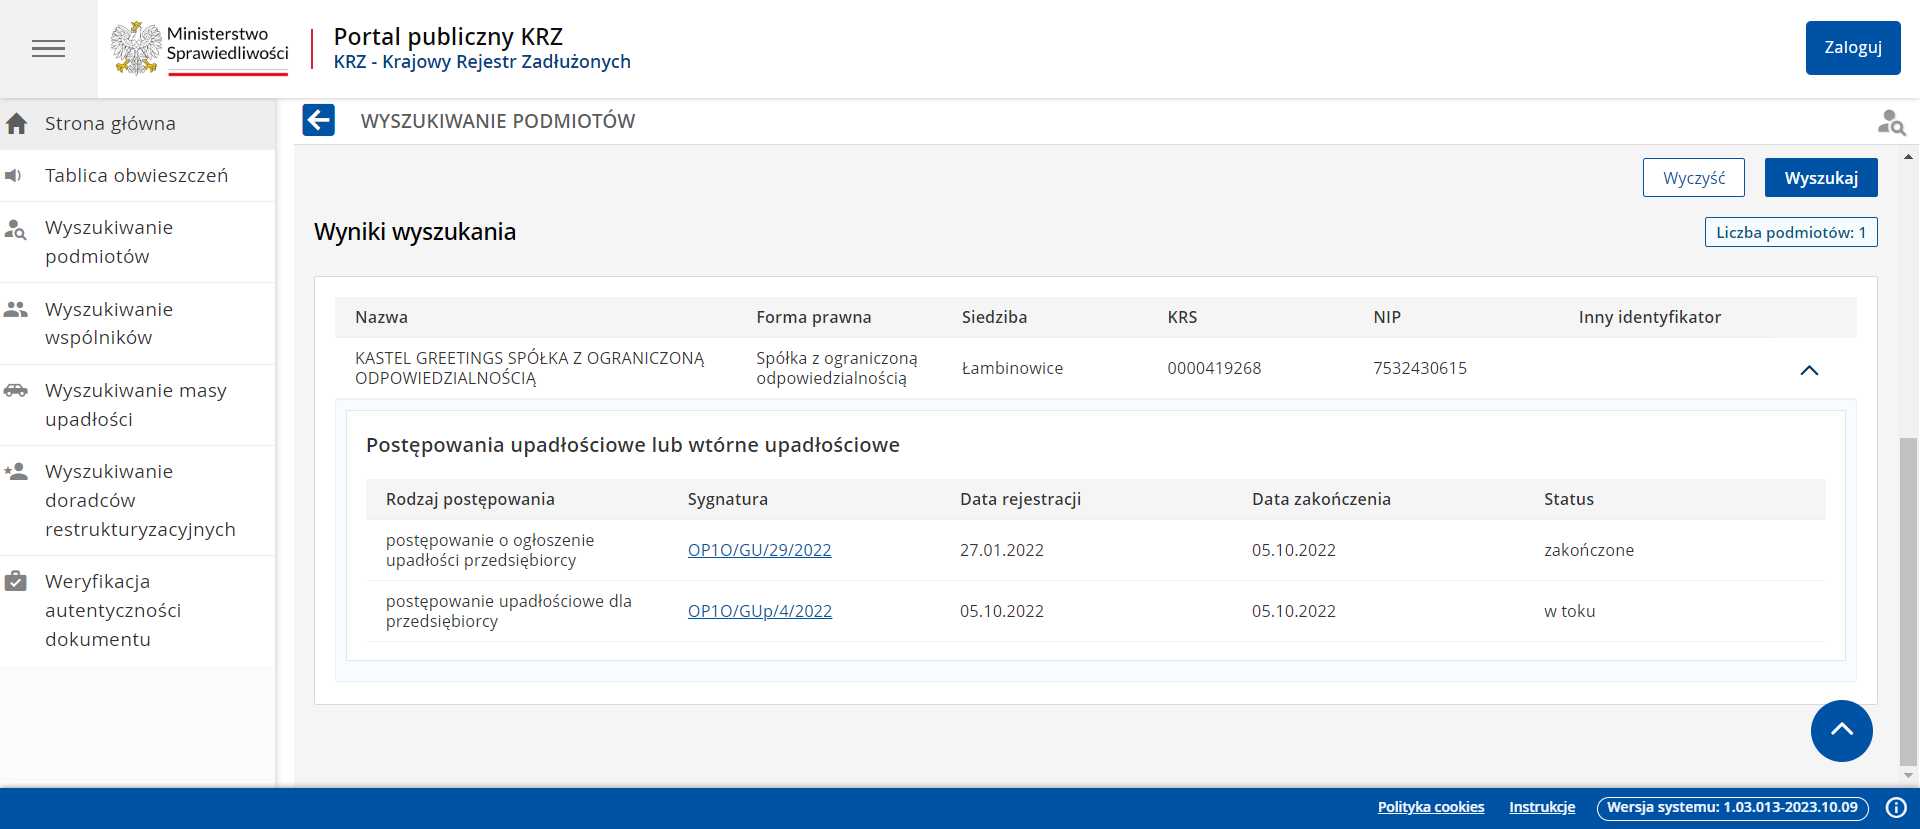 Ministerstwo
Sprawiedliwości
Portal publiczny KRZ
KRZ - Krajowy Rejestr Zadłużonych
Zaloguj
Strona główna
Tablica obwieszczeń
Wyszukiwanie
podmiotów
Wyszukiwanie
wspólników
Wyszukiwanie masy
upadłości
Wyszukiwanie
doradców
restrukturyzacyjnych
Weryfikacja
autentyczności
dokumentu
WYSZUKIWANIE PODMIOTÓW
Wyczyść
Wyszukaj
Wyniki wyszukania
Liczba podmiotów: 1
Nazwa Forma prawna Siedziba KRS NIP Inny identyfikator
KASTEL GREETINGS SPÓŁKA Z OGRANICZONĄ
ODPOWIEDZIALNOŚCIĄ
Spółka z ograniczoną
odpowiedzialnością
Łambinowice
0000419268
7532430615
Postępowania upadłościowe lub wtórne upadłościowe
Rodzaj postępowania Sygnatura Data rejestracji Data zakończenia Status
postępowanie o ogłoszenie
upadłości przedsiębiorcy
OP1O/GU/29/2022
27.01.2022
05.10.2022
zakończone
postępowanie upadłościowe dla
przedsiębiorcy
OP1O/GUp/4/2022
05.10.2022
05.10.2022
w toku
Polityka cookies
Instrukcje
Wersja systemu: 1.03.013-2023.10.09